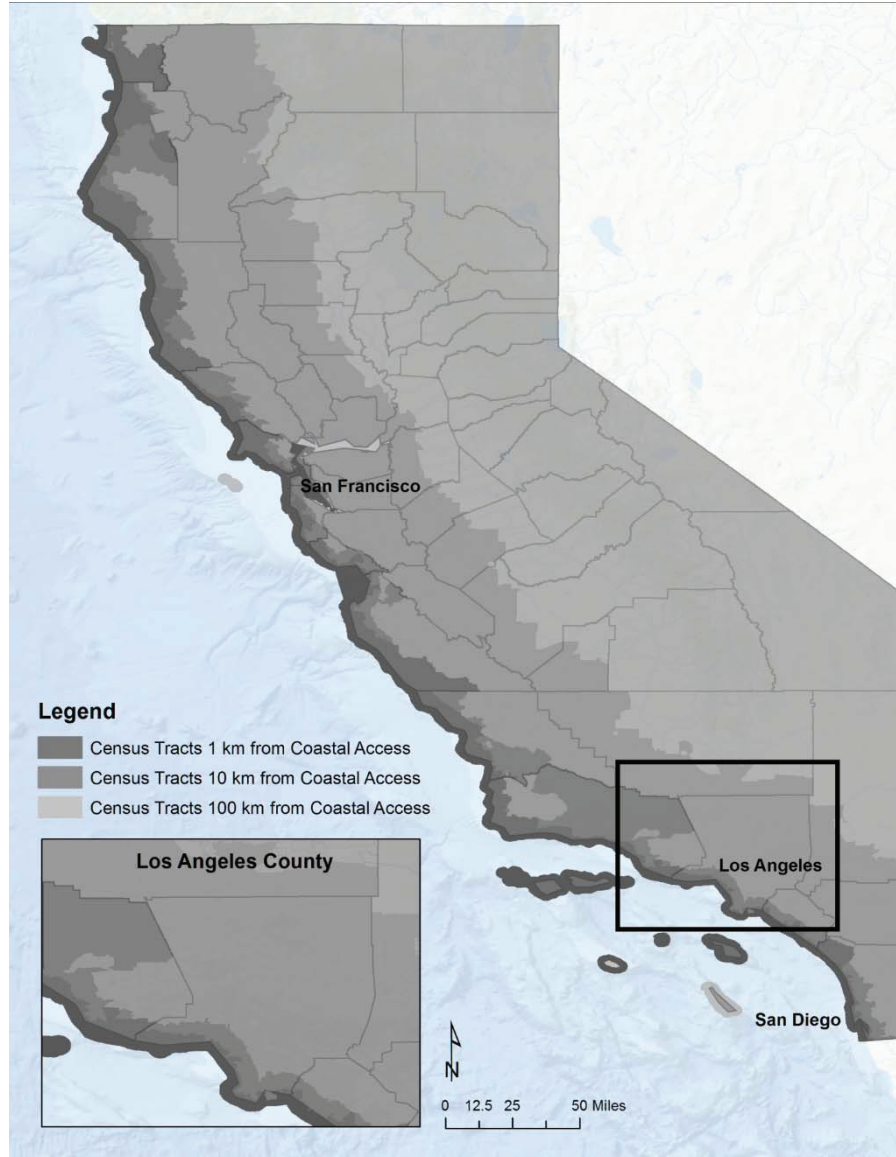 San Francisco
Legend
Census Tracts 1 km from Coastal Access
Census Tracts 10 km from Coastal Access
Census Tracts 100 km from Coastal Access
Los Angeles County
Los Angeles
San Diego
N
0 12.5 25 50 Miles